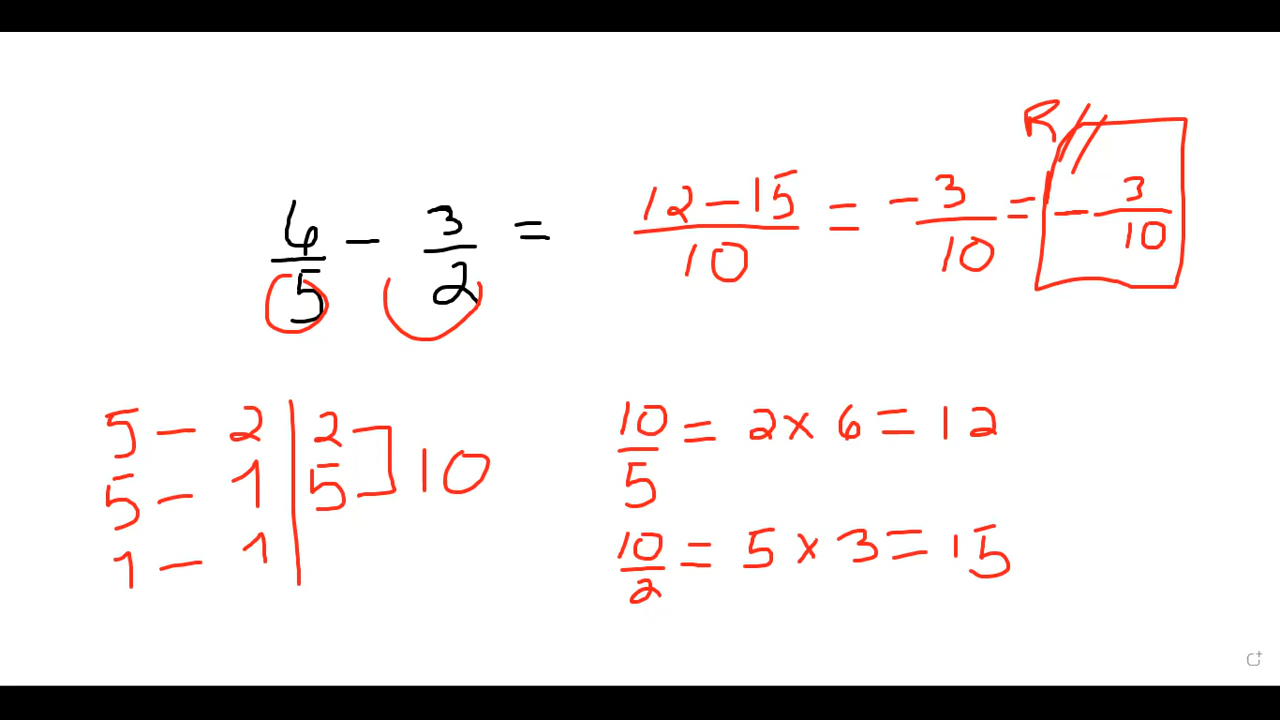 R//
6/5 - 3/2 = 12-15/10 = -3/10 = -3/10
5 - 2 | 2
5 - 1 | 5 ] 10
1 - 1 |
10/5 = 2 x 6 = 12
10/2 = 5 x 3 = 15